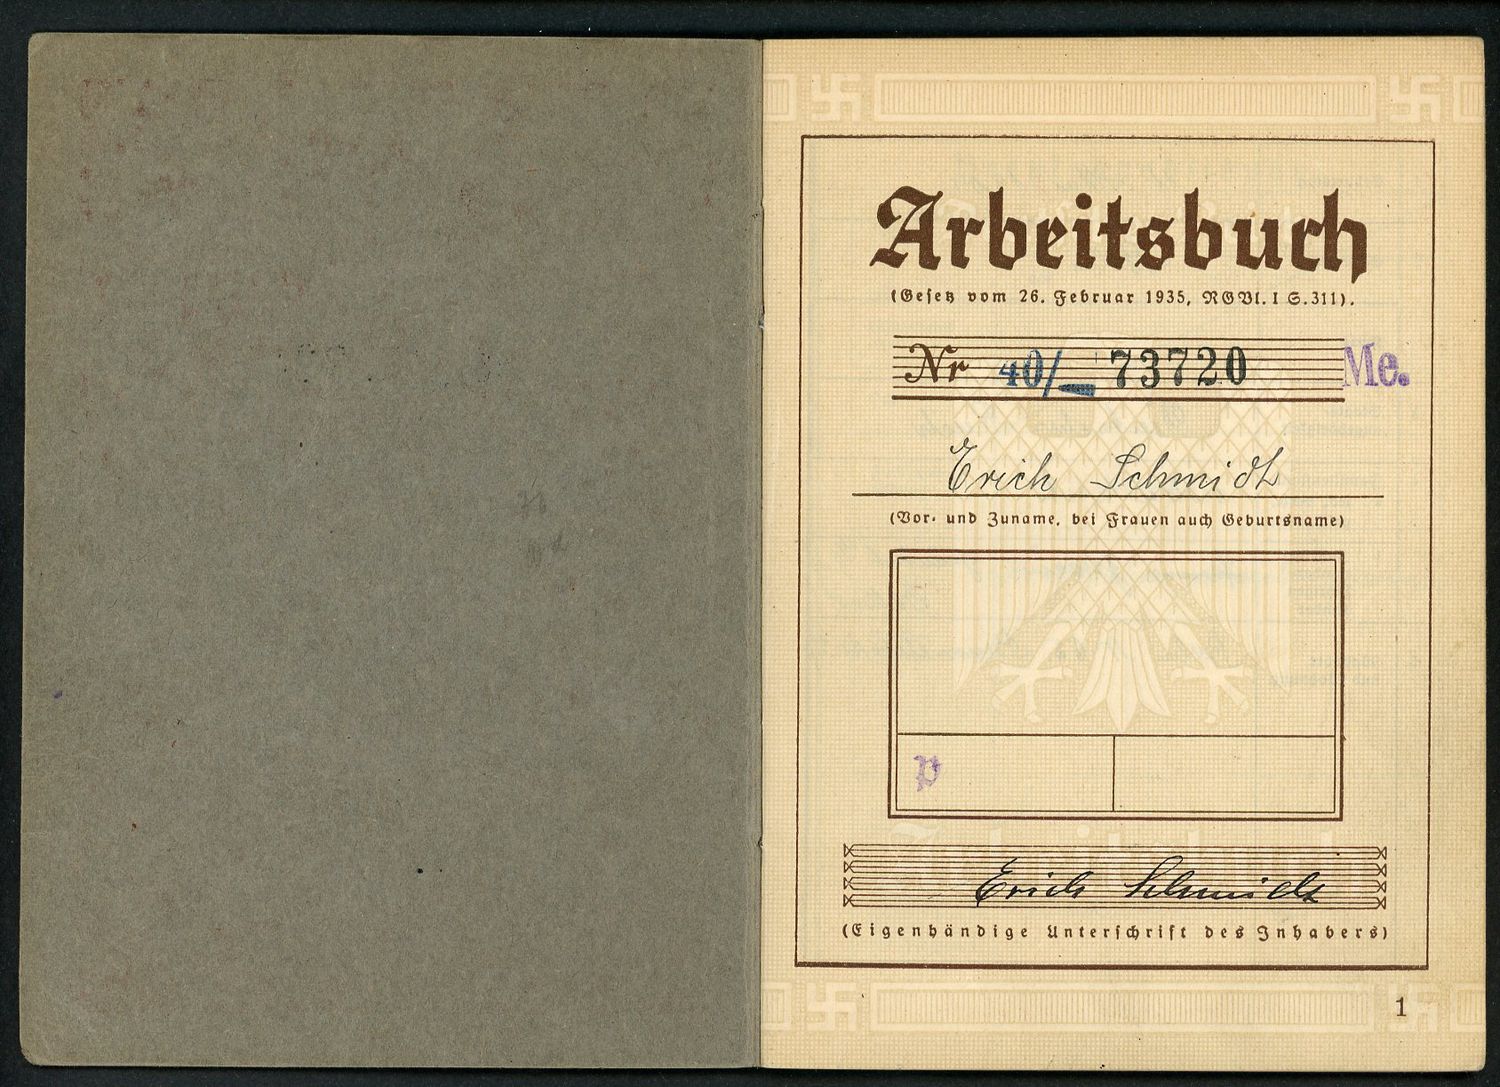 Arbeitsbuch
(Gesetz vom 26. Februar 1935, RGBl. I S. 311).
Nr 40/ 73720 Me.
Erich Schmidt
(Vor- und Zuname, bei Frauen auch Geburtsname)
p
Erich Schmidt
(Eigenhändige Unterschrift des Inhabers)
1